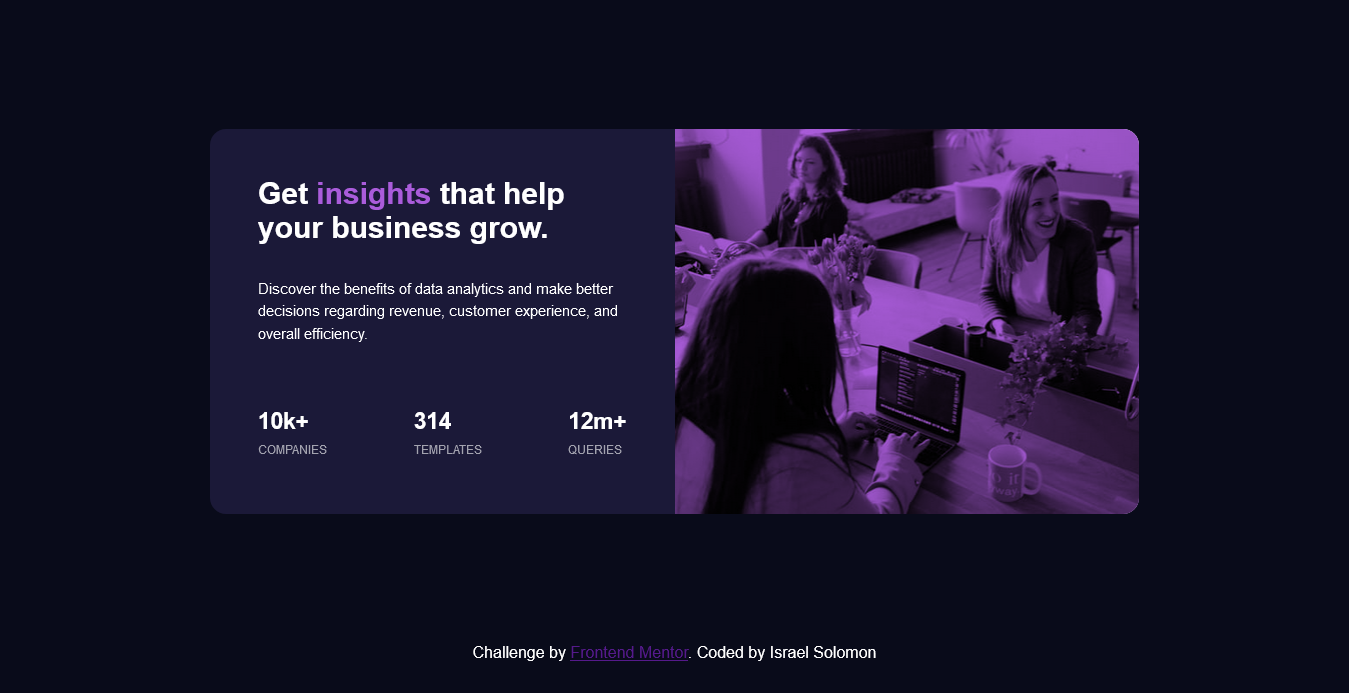 Get insights that help
your business grow.
Discover the benefits of data analytics and make better
decisions regarding revenue, customer experience, and
overall efficiency.
10k+ 314 12m+
COMPANIES TEMPLATES QUERIES
it
way
Challenge by Frontend Mentor. Coded by Israel Solomon